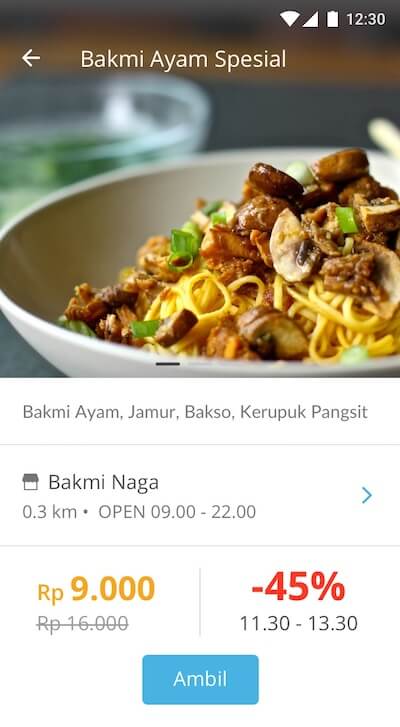 12:30
Bakmi Ayam Spesial
Bakmi Ayam, Jamur, Bakso, Kerupuk Pangsit
Bakmi Naga
0.3 km • OPEN 09.00 - 22.00
Rp 9.000
Rp 16.000
-45%
11.30 - 13.30
Ambil